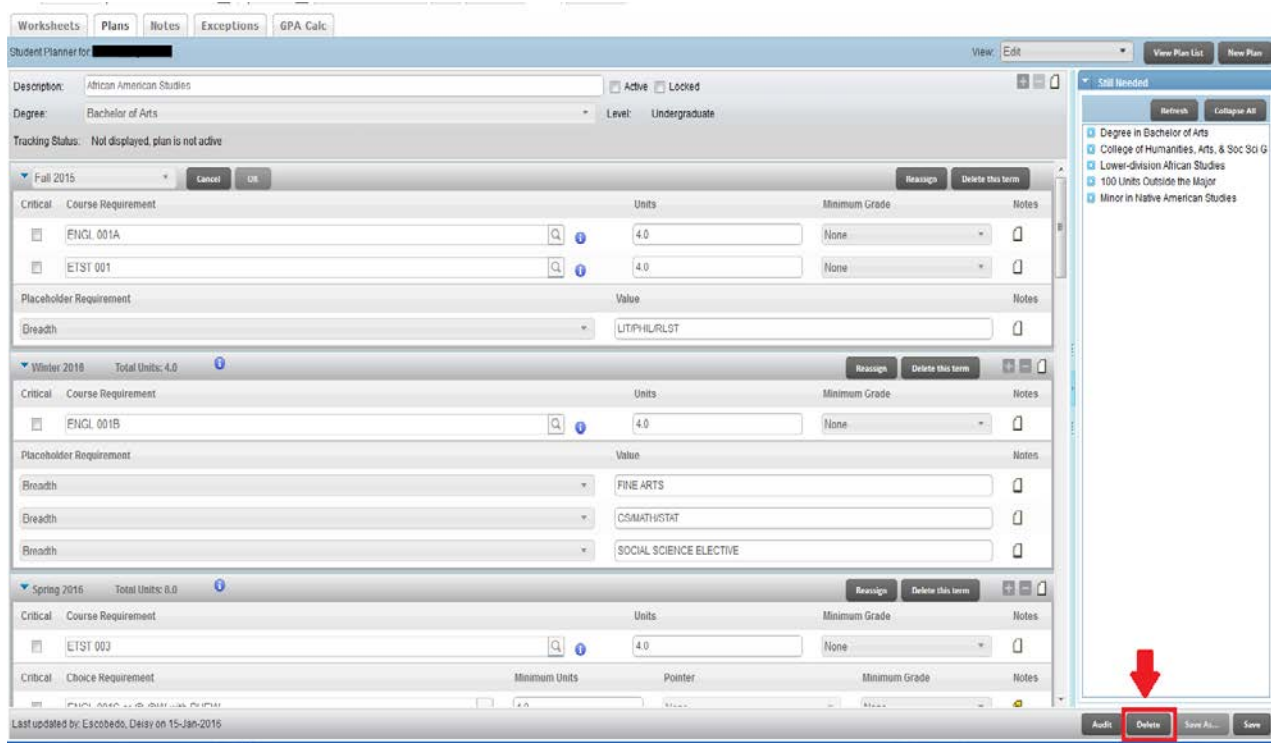 Worksheets Plans Notes Exceptions GPA Calc
Student Planner for View: Edit View Plan List New Plan
Description: African American Studies Active Locked
Degree: Bachelor of Arts Level: Undergraduate
Tracking Status: Not displayed, plan is not active
Fall 2015 Cancel OK Reassign Delete this term
Critical Course Requirement Units Minimum Grade Notes
ENGL 001A 4.0 None
ETST 001 4.0 None
Placeholder Requirement Value Notes
Breadth LIT/PHIL/RLST
Winter 2016 Total Units: 4.0 Reassign Delete this term
Critical Course Requirement Units Minimum Grade Notes
ENGL 001B 4.0 None
Placeholder Requirement Value Notes
Breadth FINE ARTS
Breadth CS/MATH/STAT
Breadth SOCIAL SCIENCE ELECTIVE
Spring 2016 Total Units: 8.0 Reassign Delete this term
Critical Course Requirement Units Minimum Grade Notes
ETST 003 4.0 None
Critical Choice Requirement Minimum Units Pointer Minimum Grade Notes
Last updated by: Escobedo, Deisy on 15-Jan-2016
Still Needed
Refresh Collapse All
Degree in Bachelor of Arts
College of Humanities, Arts, & Soc Sci G
Lower-division African Studies
100 Units Outside the Major
Minor in Native American Studies
Audit Delete Save As... Save